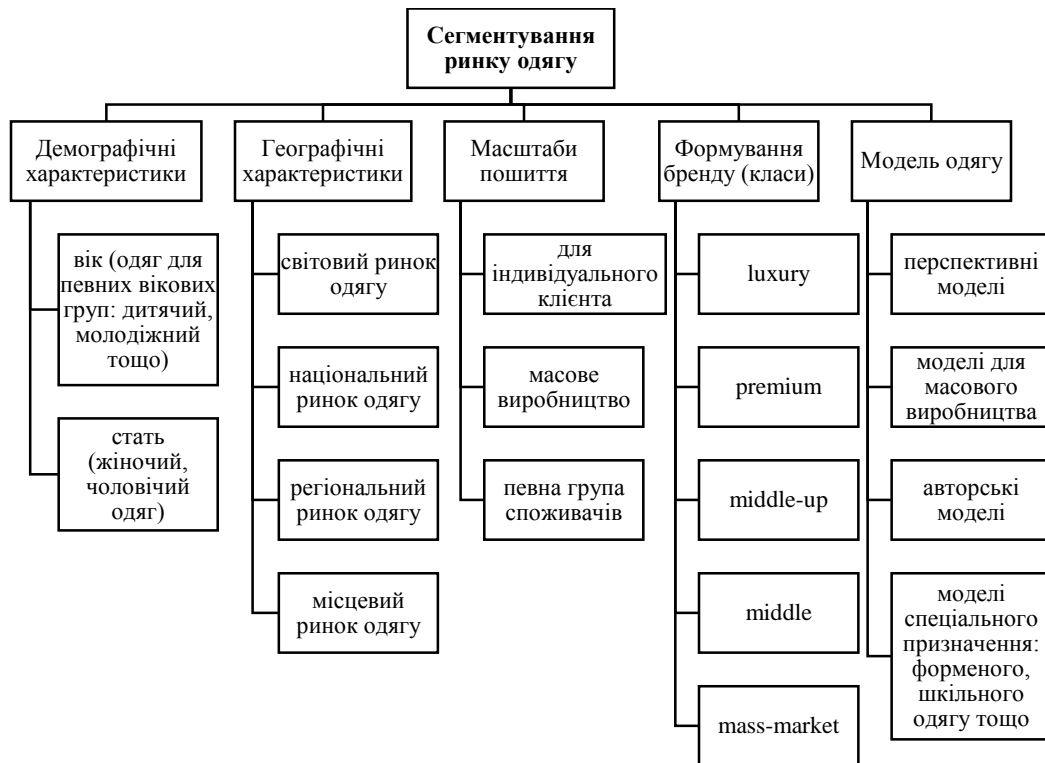 Сегментування
ринку одягу
Демографічні
характеристики
Географічні
характеристики
Масштаби
пошиття
Формування
бренду (класи)
Модель одягу
вік (одяг для
певних вікових
груп: дитячий,
молодіжний
тощо)
стать
(жіночий,
чоловічий
одяг)
світовий ринок
одягу
національний
ринок одягу
регіональний
ринок одягу
місцевий
ринок одягу
для
індивідуального
клієнта
масове
виробництво
певна група
споживачів
luxury
premium
middle-up
middle
mass-market
перспективні
моделі
моделі для
масового
виробництва
авторські
моделі
моделі
спеціального
призначення:
форменого,
шкільного
одягу тощо